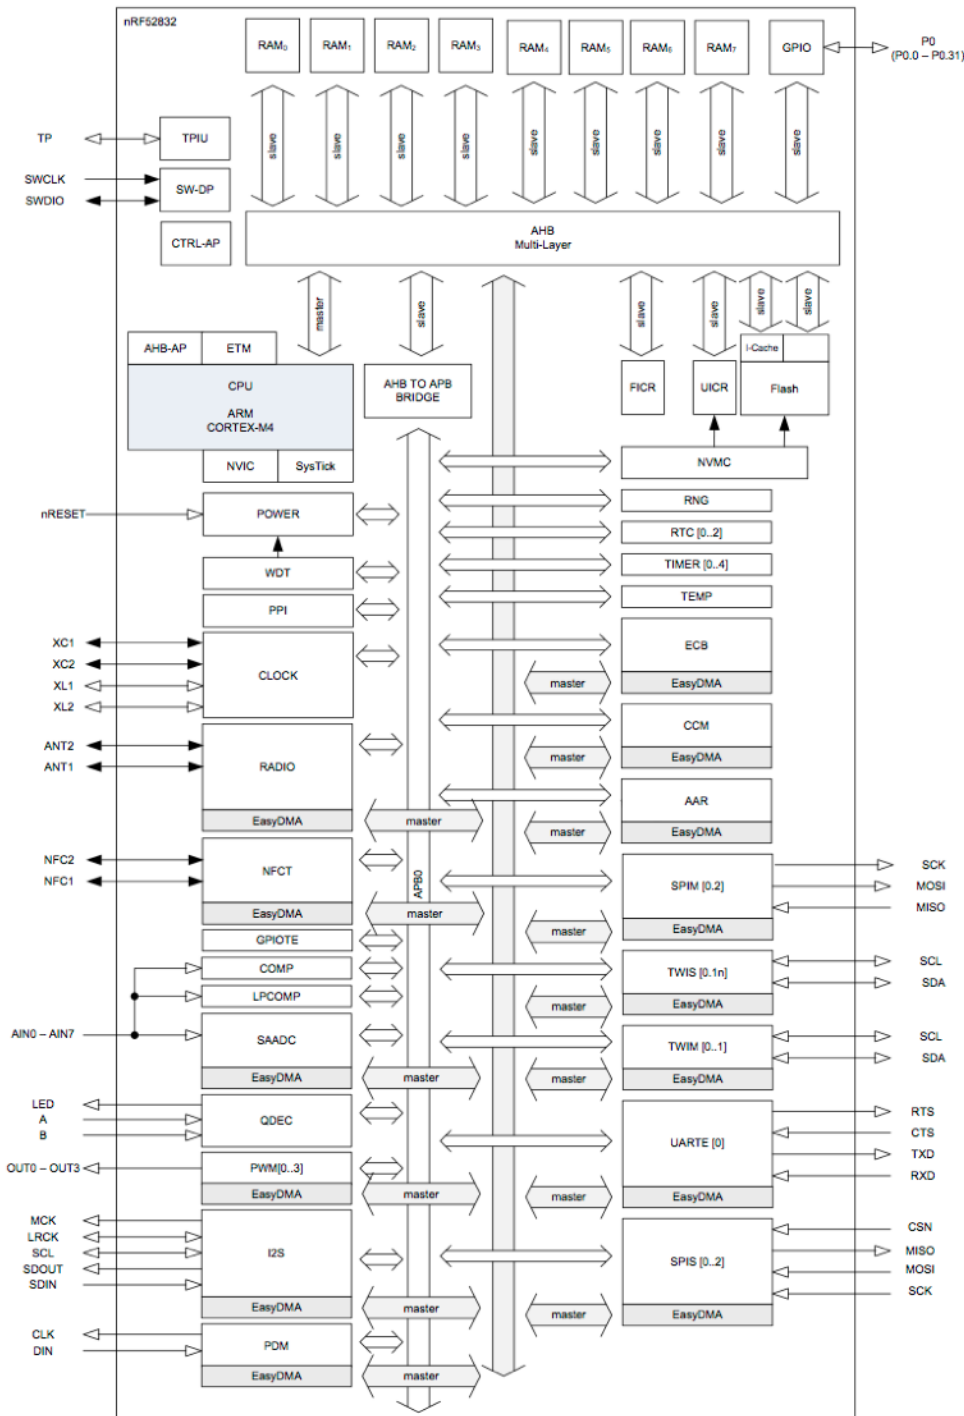 nRF52832
RAM0 RAM1 RAM2 RAM3 RAM4 RAM5 RAM6 RAM7 GPIO
P0
(P0.0 – P0.31)
slave slave slave slave slave slave slave slave slave
TP TPIU
SWCLK
SWDIO
SW-DP
CTRL-AP
AHB
Multi-Layer
master slave slave slave slave slave
AHB-AP ETM
CPU
ARM
CORTEX-M4
NVIC SysTick
AHB TO APB
BRIDGE
FICR UICR
I-Cache
Flash
NVMC
nRESET POWER
RNG
RTC [0..2]
WDT
TIMER [0..4]
PPI
TEMP
XC1
XC2
XL1
XL2
CLOCK
ECB
master EasyDMA
ANT2
ANT1
RADIO
EasyDMA master
CCM
master EasyDMA
AAR
master EasyDMA
NFC2
NFC1
NFCT
EasyDMA master
APB0
SPIM [0.2]
master EasyDMA
SCK
MOSI
MISO
GPIOTE
COMP
LPCOMP
AIN0 – AIN7
SAADC
EasyDMA master
TWIS [0.1n]
master EasyDMA
SCL
SDA
TWIM [0..1]
master EasyDMA
SCL
SDA
LED
A
B
QDEC
OUT0 – OUT3
PWM[0..3]
EasyDMA master
UARTE [0]
master EasyDMA
RTS
CTS
TXD
RXD
MCK
LRCK
SCL
SDOUT
SDIN
I2S
EasyDMA master
SPIS [0..2]
master EasyDMA
CSN
MISO
MOSI
SCK
CLK
DIN
PDM
EasyDMA master